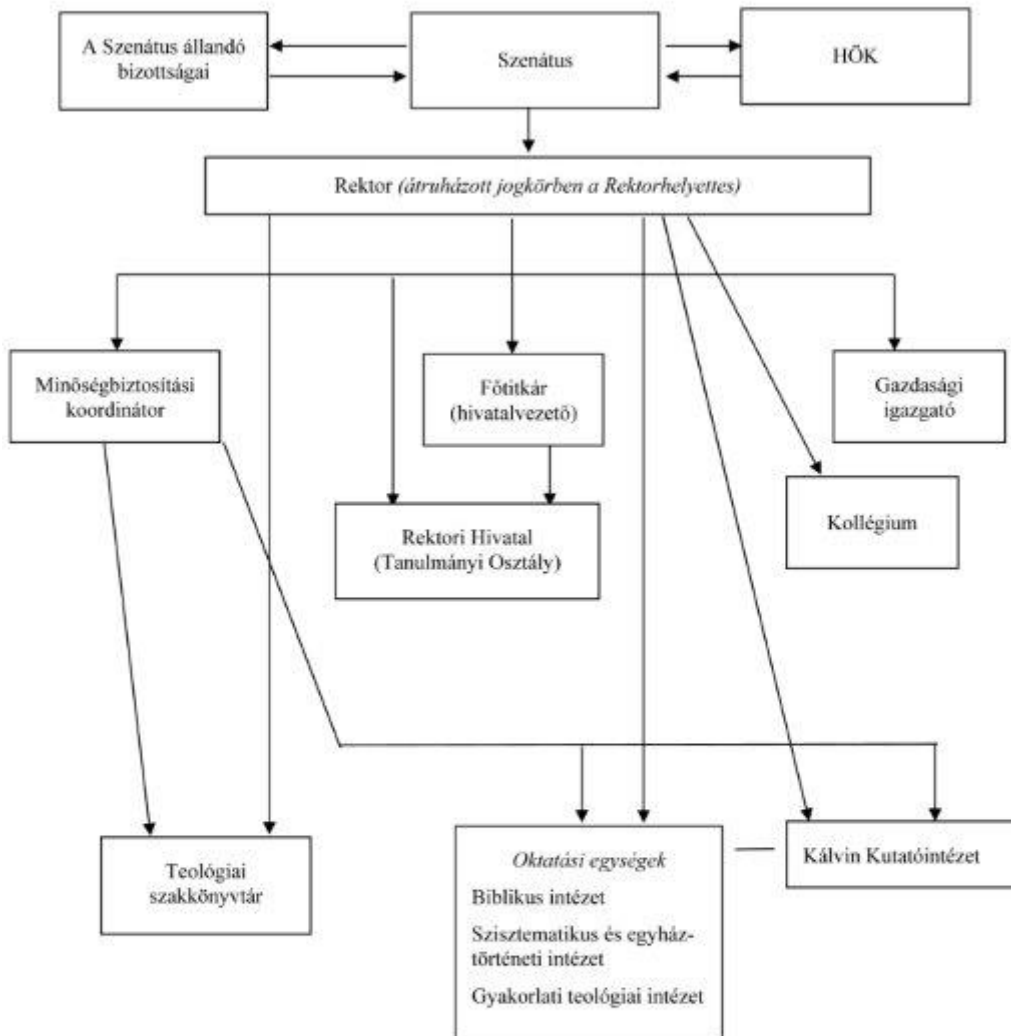 A Szenátus állandó
bizottságai
Szenátus
HÖK
Rektor (átruházott jogkörben a Rektorhelyettes)
Minőségbiztosítási
koordinátor
Főtitkár
(hivatalvezető)
Gazdasági
igazgató
Rektori Hivatal
(Tanulmányi Osztály)
Kollégium
Teológiai
szakkönyvtár
Oktatási egységek
Biblikus intézet
Szisztematikus és egyház-
történeti intézet
Gyakorlati teológiai intézet
Kálvin Kutatóintézet